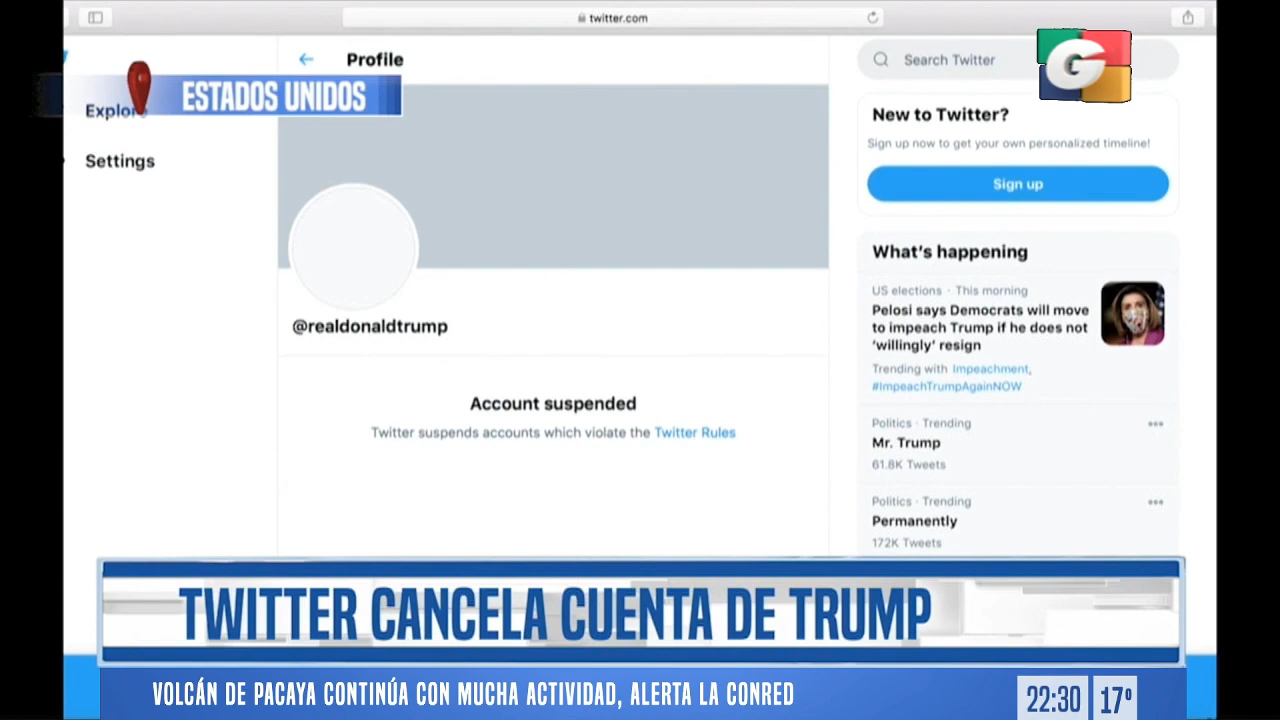 twitter.com
Profile
Search Twitter
G
ESTADOS UNIDOS
Explore
Settings
New to Twitter?
Sign up now to get your own personalized timeline!
Sign up
@realdonaldtrump
Account suspended
Twitter suspends accounts which violate the Twitter Rules
What's happening
US elections · This morning
Pelosi says Democrats will move
to impeach Trump if he does not
'willingly' resign
Trending with Impeachment,
#ImpeachTrumpAgainNOW
Politics · Trending
Mr. Trump
61.8K Tweets
Politics · Trending
Permanently
172K Tweets
TWITTER CANCELA CUENTA DE TRUMP
VOLCÁN DE PACAYA CONTINÚA CON MUCHA ACTIVIDAD, ALERTA LA CONRED
22:30
17º